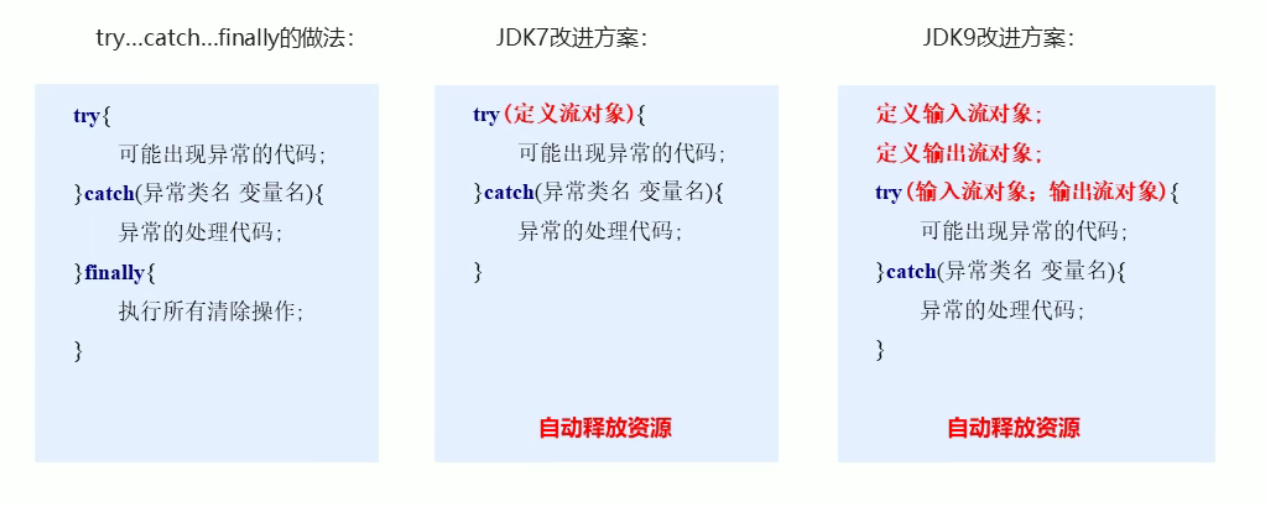 try...catch...finally的做法：
try{
可能出现异常的代码；
}catch(异常类名 变量名){
异常的处理代码；
}finally{
执行所有清除操作；
}
JDK7改进方案：
try(定义流对象){
可能出现异常的代码；
}catch(异常类名 变量名){
异常的处理代码；
}
自动释放资源
JDK9改进方案：
定义输入流对象；
定义输出流对象；
try(输入流对象；输出流对象){
可能出现异常的代码；
}catch(异常类名 变量名){
异常的处理代码；
}
自动释放资源